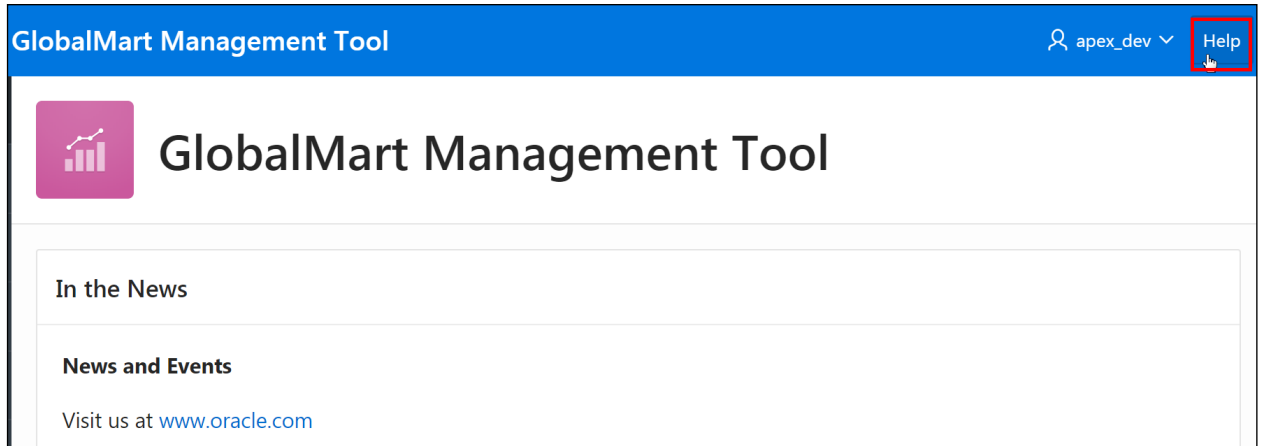 GlobalMart Management Tool
apex_dev
Help
GlobalMart Management Tool
In the News
News and Events
Visit us at www.oracle.com